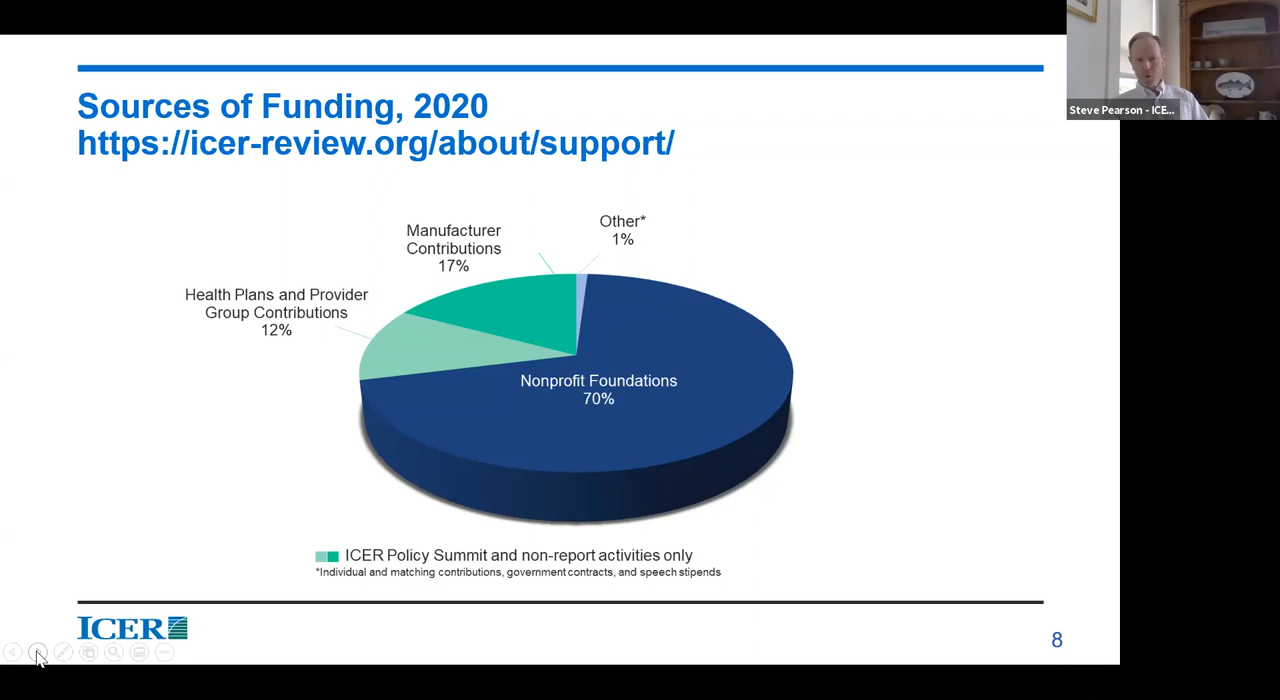 Steve Pearson - ICE...
Sources of Funding, 2020
https://icer-review.org/about/support/
Other*
1%
Manufacturer
Contributions
17%
Health Plans and Provider
Group Contributions
12%
Nonprofit Foundations
70%
ICER Policy Summit and non-report activities only
*Individual and matching contributions, government contracts, and speech stipends
ICER
8